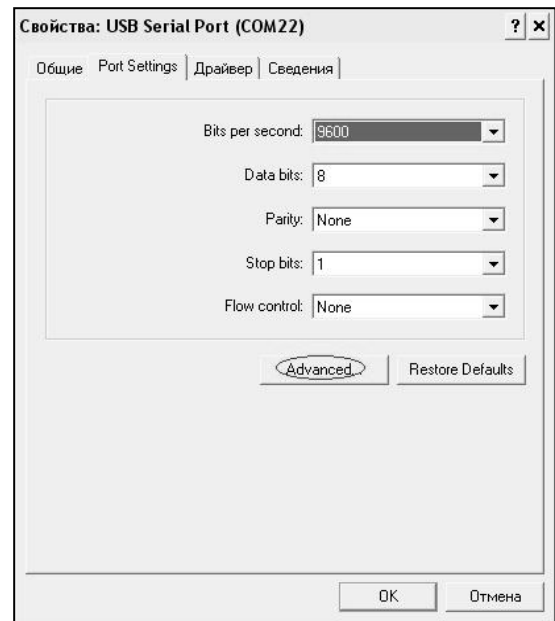 Свойства: USB Serial Port (COM22)
Общие Port Settings Драйвер Сведения
Bits per second: 9600
Data bits: 8
Parity: None
Stop bits: 1
Flow control: None
Advanced... Restore Defaults
OK Отмена